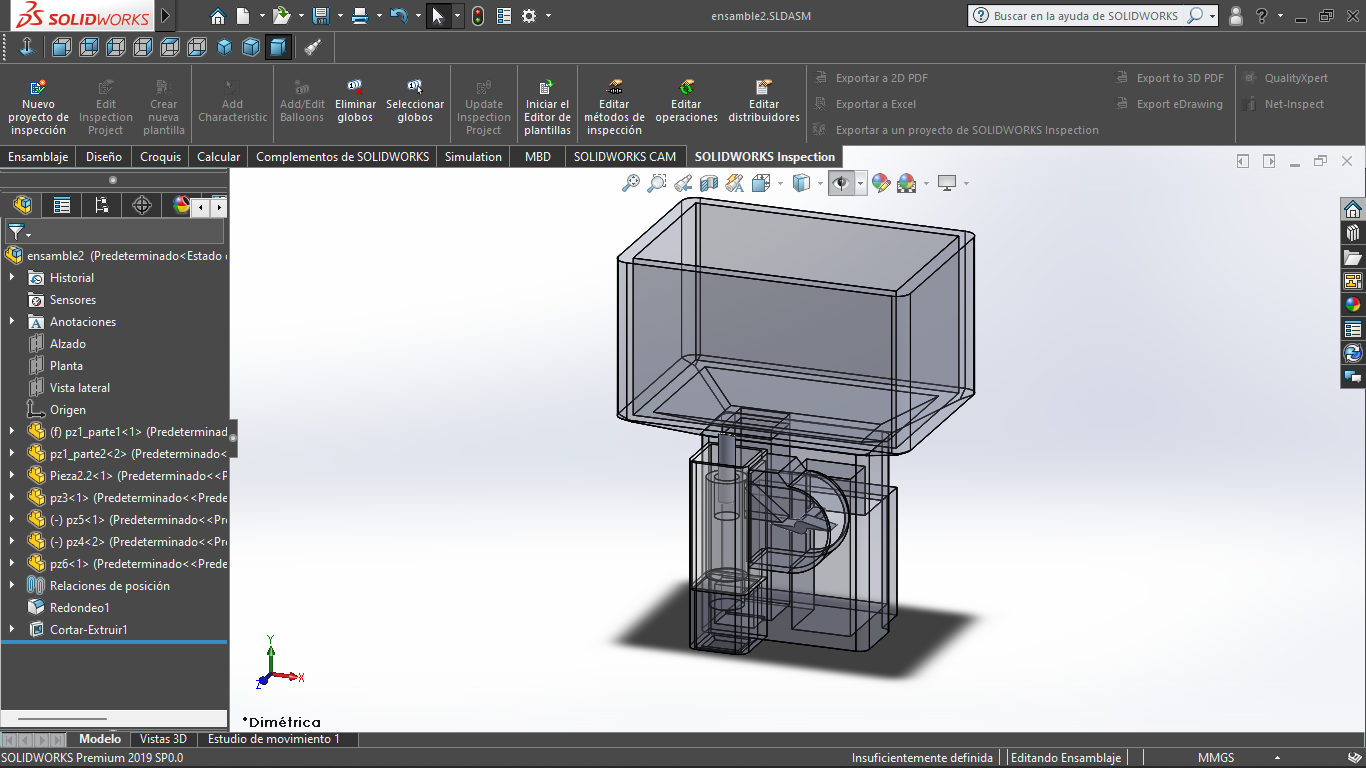 SOLIDWORKS
ensamble2.SLDASM
Buscar en la ayuda de SOLIDWORKS
Nuevo proyecto de inspección
Edit Inspection Project
Crear nueva plantilla
Add Characteristic
Add/Edit Balloons
Eliminar globos
Seleccionar globos
Update Inspection Project
Iniciar el Editor de plantillas
Editar métodos de inspección
Editar operaciones
Editar distribuidores
Exportar a 2D PDF
Exportar a Excel
Exportar a un proyecto de SOLIDWORKS Inspection
Export to 3D PDF
Export eDrawing
QualityXpert
Net-Inspect
Ensamblaje
Diseño
Croquis
Calcular
Complementos de SOLIDWORKS
Simulation
MBD
SOLIDWORKS CAM
SOLIDWORKS Inspection
ensamble2 (Predeterminado<Estado
Historial
Sensores
Anotaciones
Alzado
Planta
Vista lateral
Origen
(f) pz1_parte1<1> (Predeterminad
pz1_parte2<2> (Predeterminado<
Pieza2.2<1> (Predeterminado<<P
pz3<1> (Predeterminado<<Prede
(-) pz5<1> (Predeterminado<<Pr
(-) pz4<2> (Predeterminado<<Pr
pz6<1> (Predeterminado<<Prede
Relaciones de posición
Redondeo1
Cortar-Extruir1
Y
X
Z
*Dimétrica
Modelo
Vistas 3D
Estudio de movimiento 1
SOLIDWORKS Premium 2019 SP0.0
Insuficientemente definida
Editando Ensamblaje
MMGS